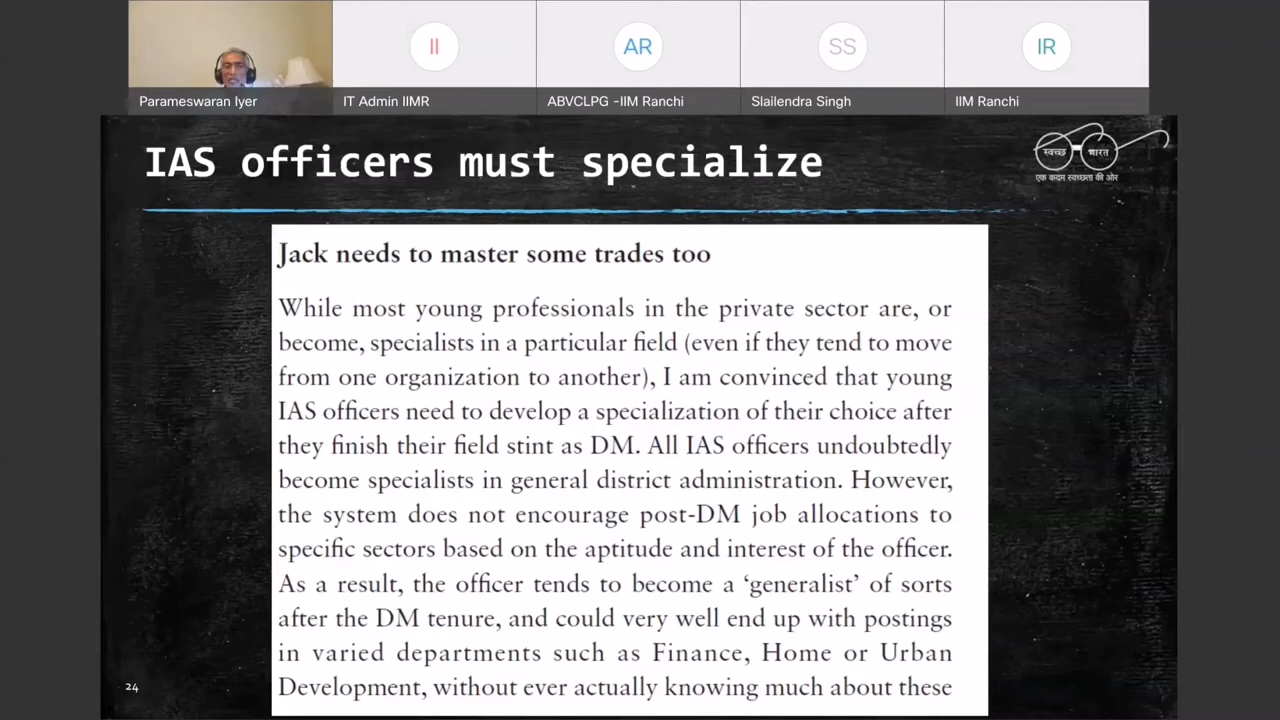 II
AR
SS
IR
Parameswaran Iyer
IT Admin IIMR
ABVCLPG -IIM Ranchi
Slailendra Singh
IIM Ranchi
IAS officers must specialize
स्वच्छ भारत
एक कदम स्वच्छता की ओर
Jack needs to master some trades too
While most young professionals in the private sector are, or
become, specialists in a particular field (even if they tend to move
from one organization to another), I am convinced that young
IAS officers need to develop a specialization of their choice after
they finish their field stint as DM. All IAS officers undoubtedly
become specialists in general district administration. However,
the system does not encourage post-DM job allocations to
specific sectors based on the aptitude and interest of the officer.
As a result, the officer tends to become a ‘generalist’ of sorts
after the DM tenure, and could very well end up with postings
in varied departments such as Finance, Home or Urban
Development, without ever actually knowing much about these
24